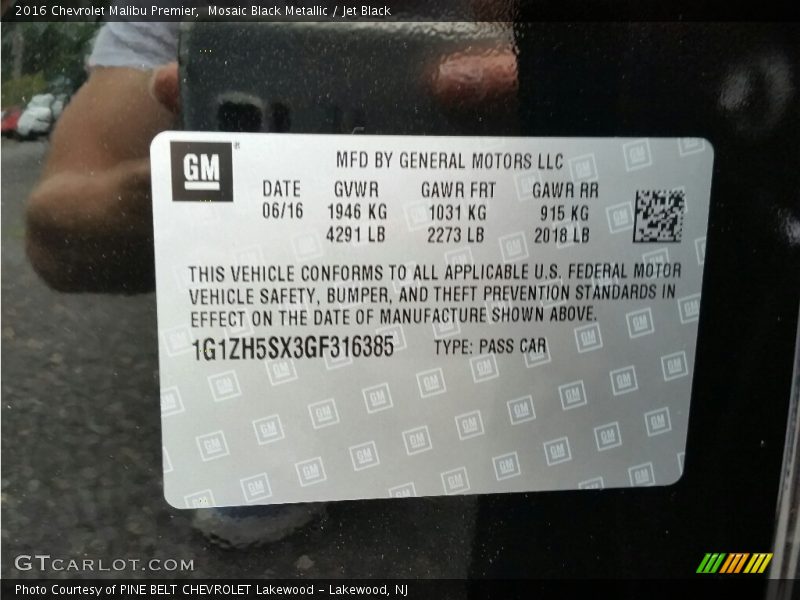 2016 Chevrolet Malibu Premier,  Mosaic Black Metallic / Jet Black
GM
MFD BY GENERAL MOTORS LLC
DATE GVWR GAWR FRT GAWR RR
06/16 1946 KG 1031 KG 915 KG
4291 LB 2273 LB 2018 LB
THIS VEHICLE CONFORMS TO ALL APPLICABLE U.S. FEDERAL MOTOR
VEHICLE SAFETY, BUMPER, AND THEFT PREVENTION STANDARDS IN
EFFECT ON THE DATE OF MANUFACTURE SHOWN ABOVE.
1G1ZH5SX3GF316385 TYPE: PASS CAR
GTCARLOT.COM
Photo Courtesy of PINE BELT CHEVROLET Lakewood - Lakewood, NJ